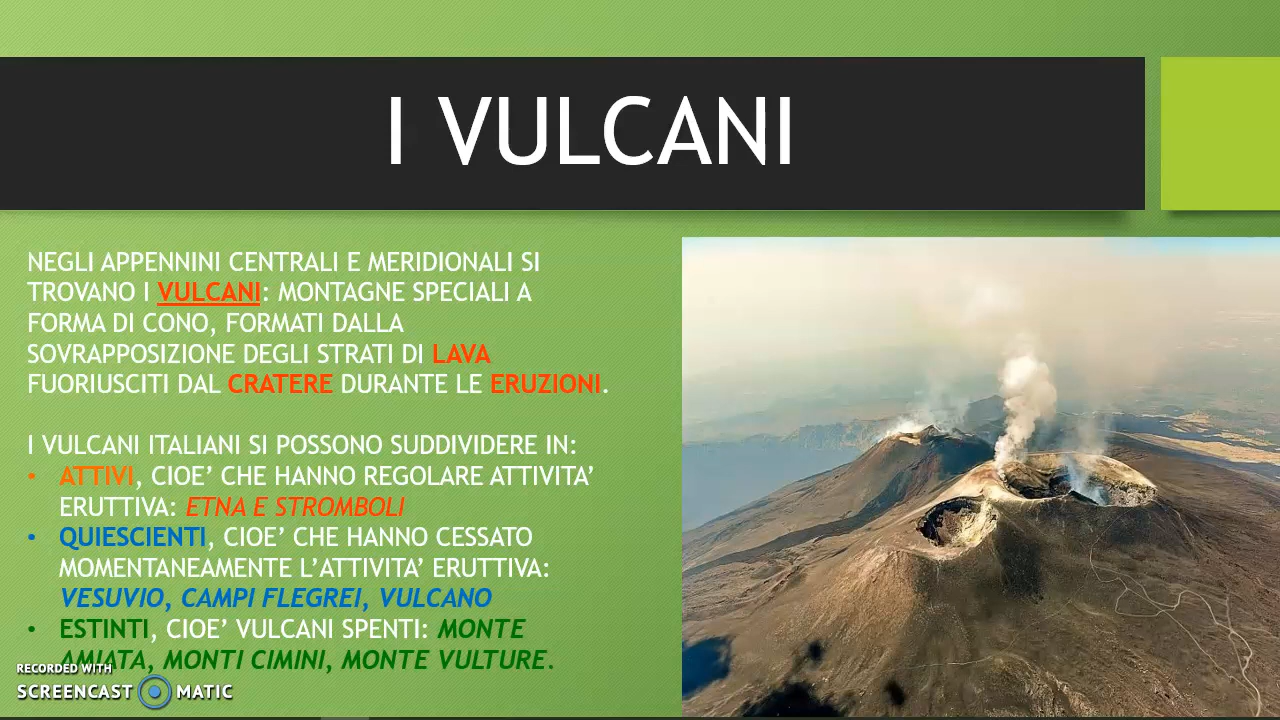 I VULCANI
NEGLI APPENNINI CENTRALI E MERIDIONALI SI
TROVANO I VULCANI: MONTAGNE SPECIALI A
FORMA DI CONO, FORMATI DALLA
SOVRAPPOSIZIONE DEGLI STRATI DI LAVA
FUORIUSCITI DAL CRATERE DURANTE LE ERUZIONI.
I VULCANI ITALIANI SI POSSONO SUDDIVIDERE IN:
• ATTIVI, CIOE’ CHE HANNO REGOLARE ATTIVITA’
ERUTTIVA: ETNA E STROMBOLI
• QUIESCIENTI, CIOE’ CHE HANNO CESSATO
MOMENTANEAMENTE L’ATTIVITA’ ERUTTIVA:
VESUVIO, CAMPI FLEGREI, VULCANO
• ESTINTI, CIOE’ VULCANI SPENTI: MONTE
AMIATA, MONTI CIMINI, MONTE VULTURE.
RECORDED WITH
SCREENCAST MATIC